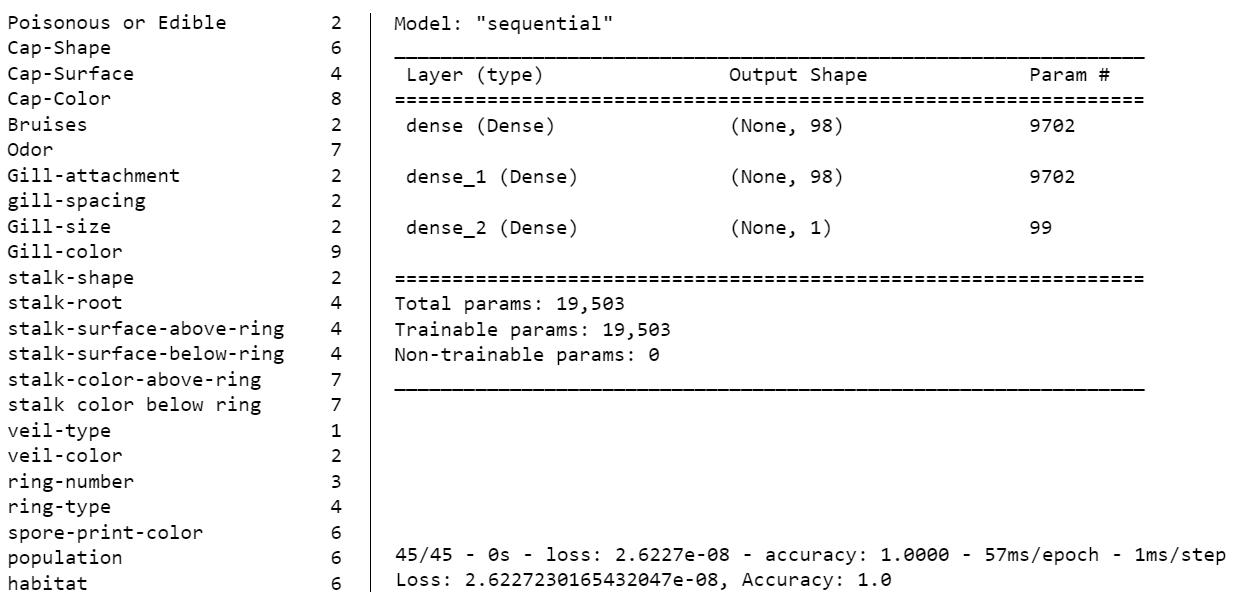 Poisonous or Edible 2
Cap-Shape 6
Cap-Surface 4
Cap-Color 8
Bruises 2
Odor 7
Gill-attachment 2
gill-spacing 2
Gill-size 2
Gill-color 9
stalk-shape 2
stalk-root 4
stalk-surface-above-ring 4
stalk-surface-below-ring 4
stalk-color-above-ring 7
stalk color below ring 7
veil-type 1
veil-color 2
ring-number 3
ring-type 4
spore-print-color 6
population 6
habitat 6
Model: "sequential"
Layer (type) Output Shape Param #
dense (Dense) (None, 98) 9702
dense_1 (Dense) (None, 98) 9702
dense_2 (Dense) (None, 1) 99
Total params: 19,503
Trainable params: 19,503
Non-trainable params: 0
45/45 - 0s - loss: 2.6227e-08 - accuracy: 1.0000 - 57ms/epoch - 1ms/step
Loss: 2.6227230165432047e-08, Accuracy: 1.0